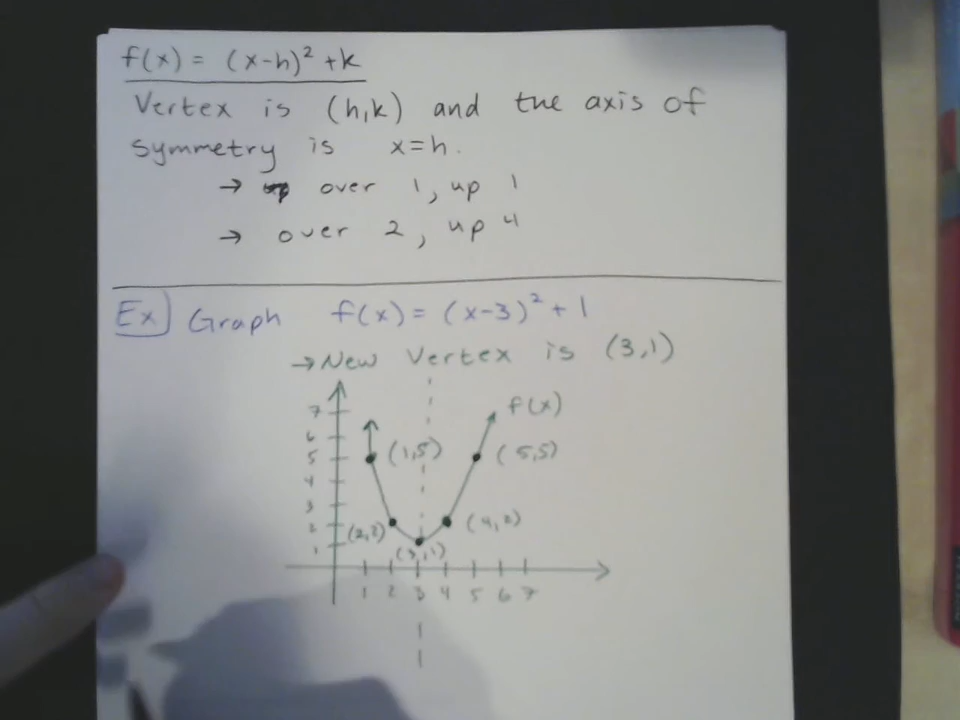 f(x) = (x-h)² + k
Vertex is (h,k) and the axis of
symmetry is x=h.
→ over 1, up 1
→ over 2, up 4
Ex Graph f(x) = (x-3)² + 1
→ New Vertex is (3,1)
f(x)
7
6
5
4
3
2
1
(1,5)
(5,5)
(2,2)
(4,2)
(3,1)
1 2 3 4 5 6 7